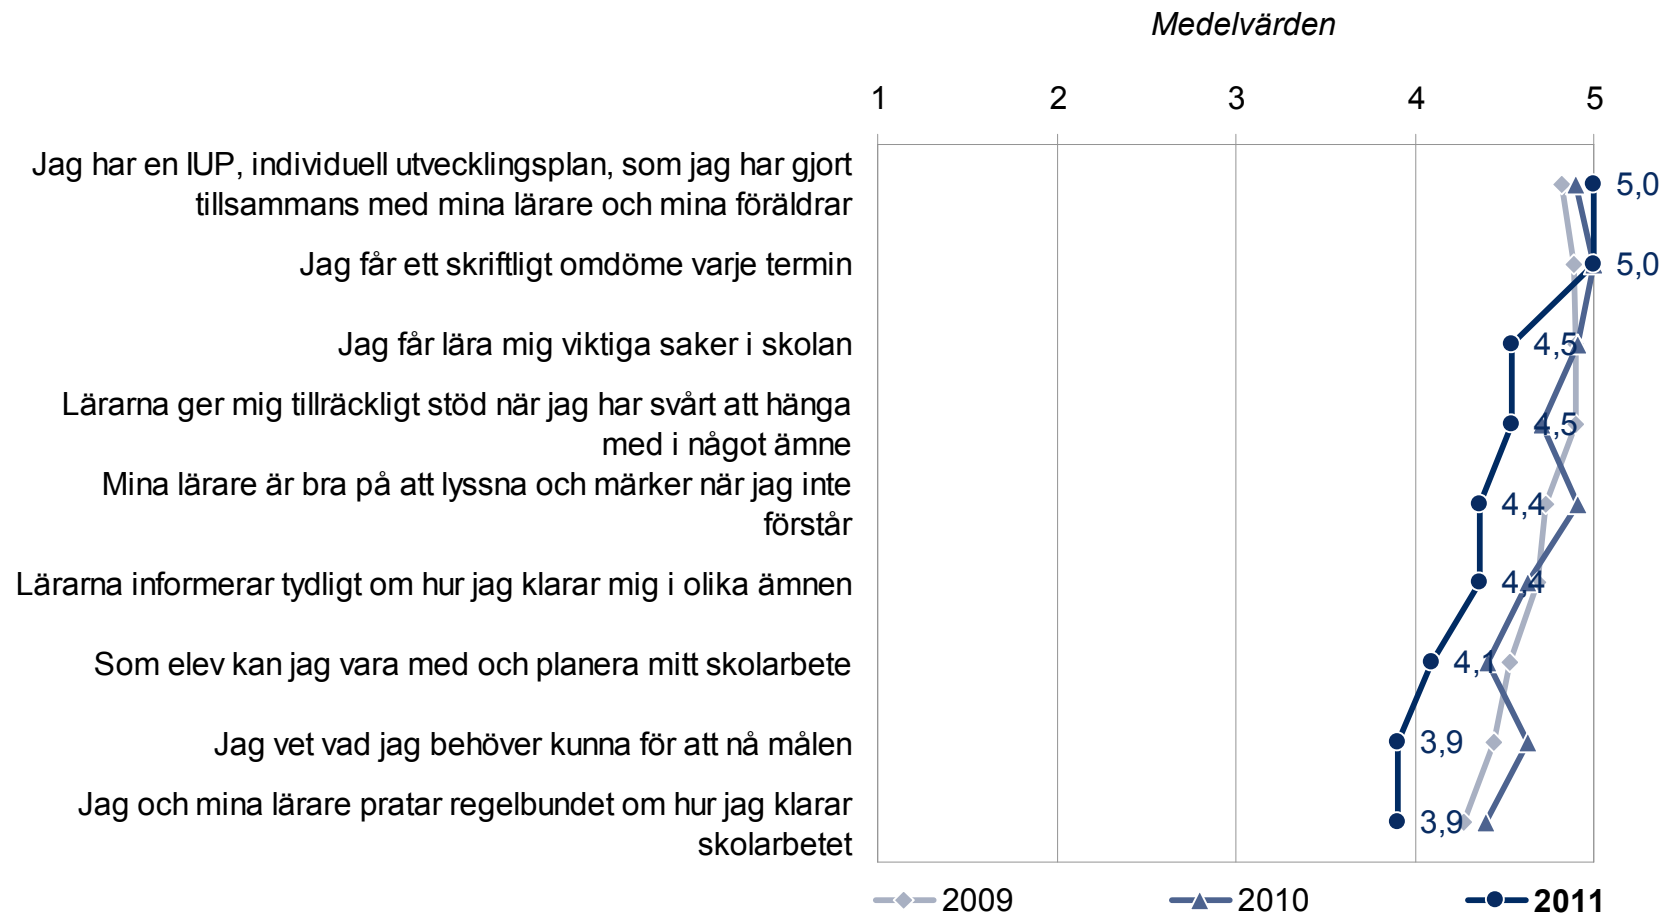 Medelvärden
1 2 3 4 5
Jag har en IUP, individuell utvecklingsplan, som jag har gjort
tillsammans med mina lärare och mina föräldrar
5,0
Jag får ett skriftligt omdöme varje termin
5,0
Jag får lära mig viktiga saker i skolan
4,5
Lärarna ger mig tillräckligt stöd när jag har svårt att hänga
med i något ämne
4,5
Mina lärare är bra på att lyssna och märker när jag inte
förstår
4,4
Lärarna informerar tydligt om hur jag klarar mig i olika ämnen
4,4
Som elev kan jag vara med och planera mitt skolarbete
4,1
Jag vet vad jag behöver kunna för att nå målen
3,9
Jag och mina lärare pratar regelbundet om hur jag klarar
skolarbetet
3,9
2009 2010 2011